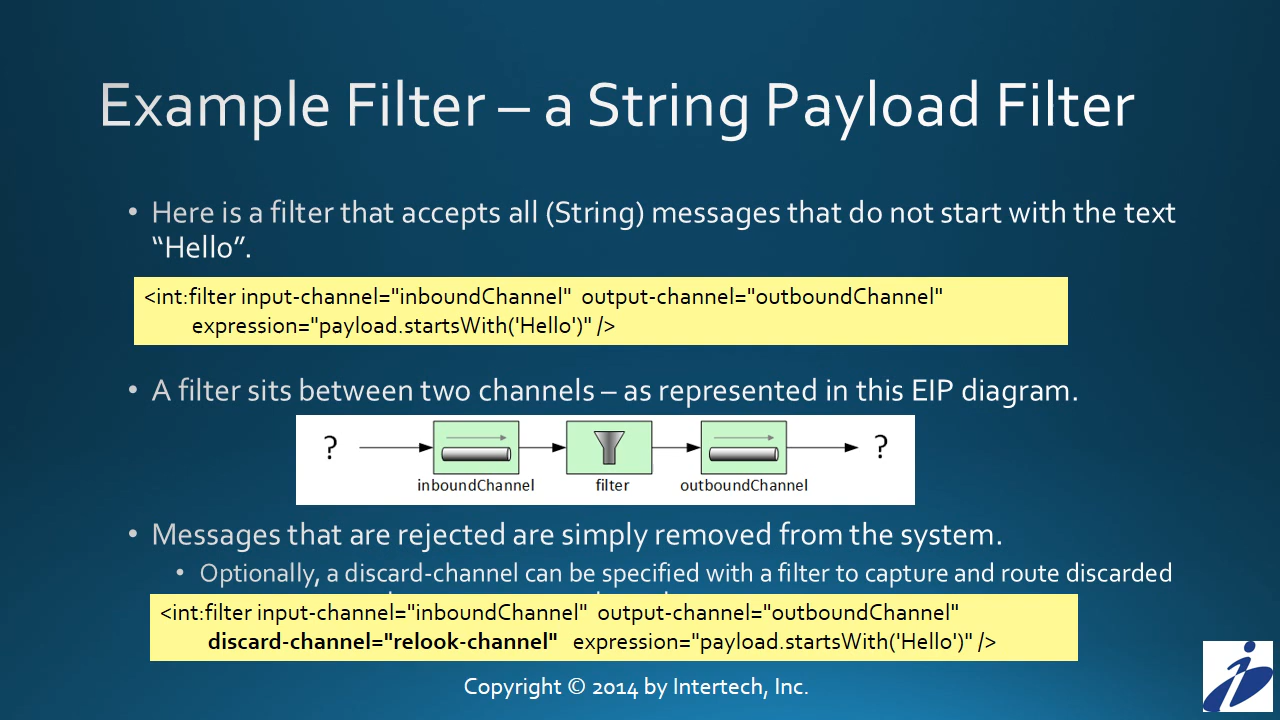 Example Filter – a String Payload Filter
• Here is a filter that accepts all (String) messages that do not start with the text
“Hello”.
<int:filter input-channel="inboundChannel" output-channel="outboundChannel"
expression="payload.startsWith('Hello')" />
• A filter sits between two channels – as represented in this EIP diagram.
? ?
inboundChannel filter outboundChannel
• Messages that are rejected are simply removed from the system.
• Optionally, a discard-channel can be specified with a filter to capture and route discarded
<int:filter input-channel="inboundChannel" output-channel="outboundChannel"
discard-channel="relook-channel" expression="payload.startsWith('Hello')" />
Copyright © 2014 by Intertech, Inc.